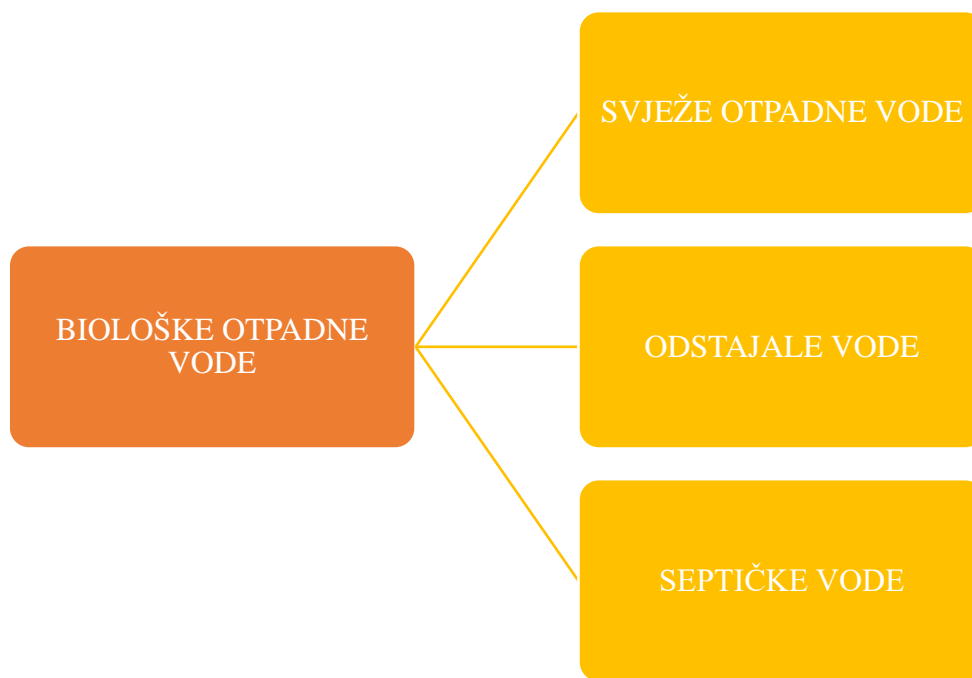 BIOLOŠKE OTPADNE
VODE
SVJEŽE OTPADNE VODE
ODSTAJALE VODE
SEPTIČKE VODE